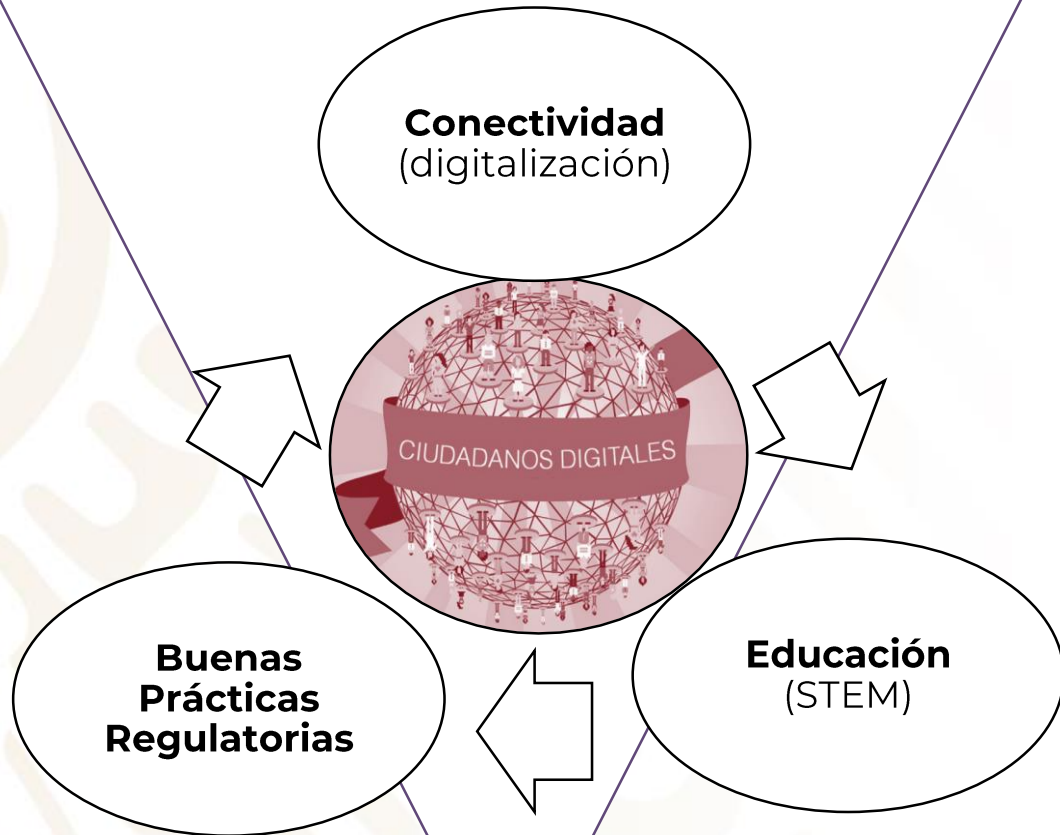 Conectividad
(digitalización)
CIUDADANOS DIGITALES
Buenas
Prácticas
Regulatorias
Educación
(STEM)